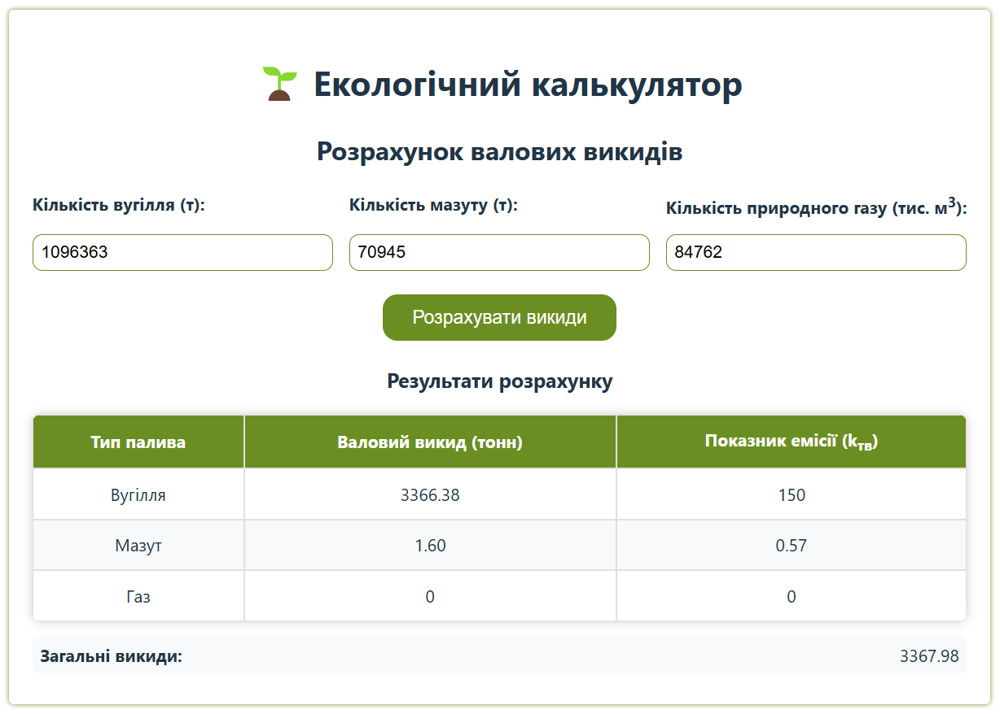 Екологічний калькулятор
Розрахунок валових викидів
Кількість вугілля (т): Кількість мазуту (т): Кількість природного газу (тис. м³):
1096363 70945 84762
Розрахувати викиди
Результати розрахунку
Тип палива Валовий викид (тонн) Показник емісії (kтв)
Вугілля 3366.38 150
Мазут 1.60 0.57
Газ 0 0
Загальні викиди: 3367.98